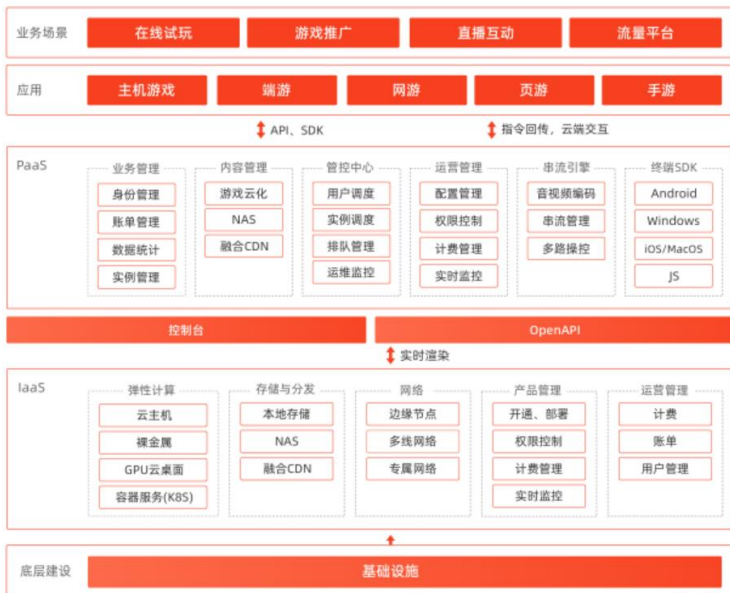 业务场景
在线试玩
游戏推广
直播互动
流量平台
应用
主机游戏
端游
网游
页游
手游
API、SDK
指令回传，云端交互
PaaS
业务管理
身份管理
账单管理
数据统计
实例管理
内容管理
游戏云化
NAS
融合CDN
管控中心
用户调度
实例调度
排队管理
运维监控
运营管理
配置管理
权限控制
计费管理
实时监控
串流引擎
音视频编码
串流管理
多路操控
终端SDK
Android
Windows
iOS/MacOS
JS
控制台
OpenAPI
实时渲染
IaaS
弹性计算
云主机
裸金属
GPU云桌面
容器服务(K8S)
存储与分发
本地存储
NAS
融合CDN
网络
边缘节点
多线网络
专属网络
产品管理
开通、部署
权限控制
计费管理
实时监控
运营管理
计费
账单
用户管理
底层建设
基础设施